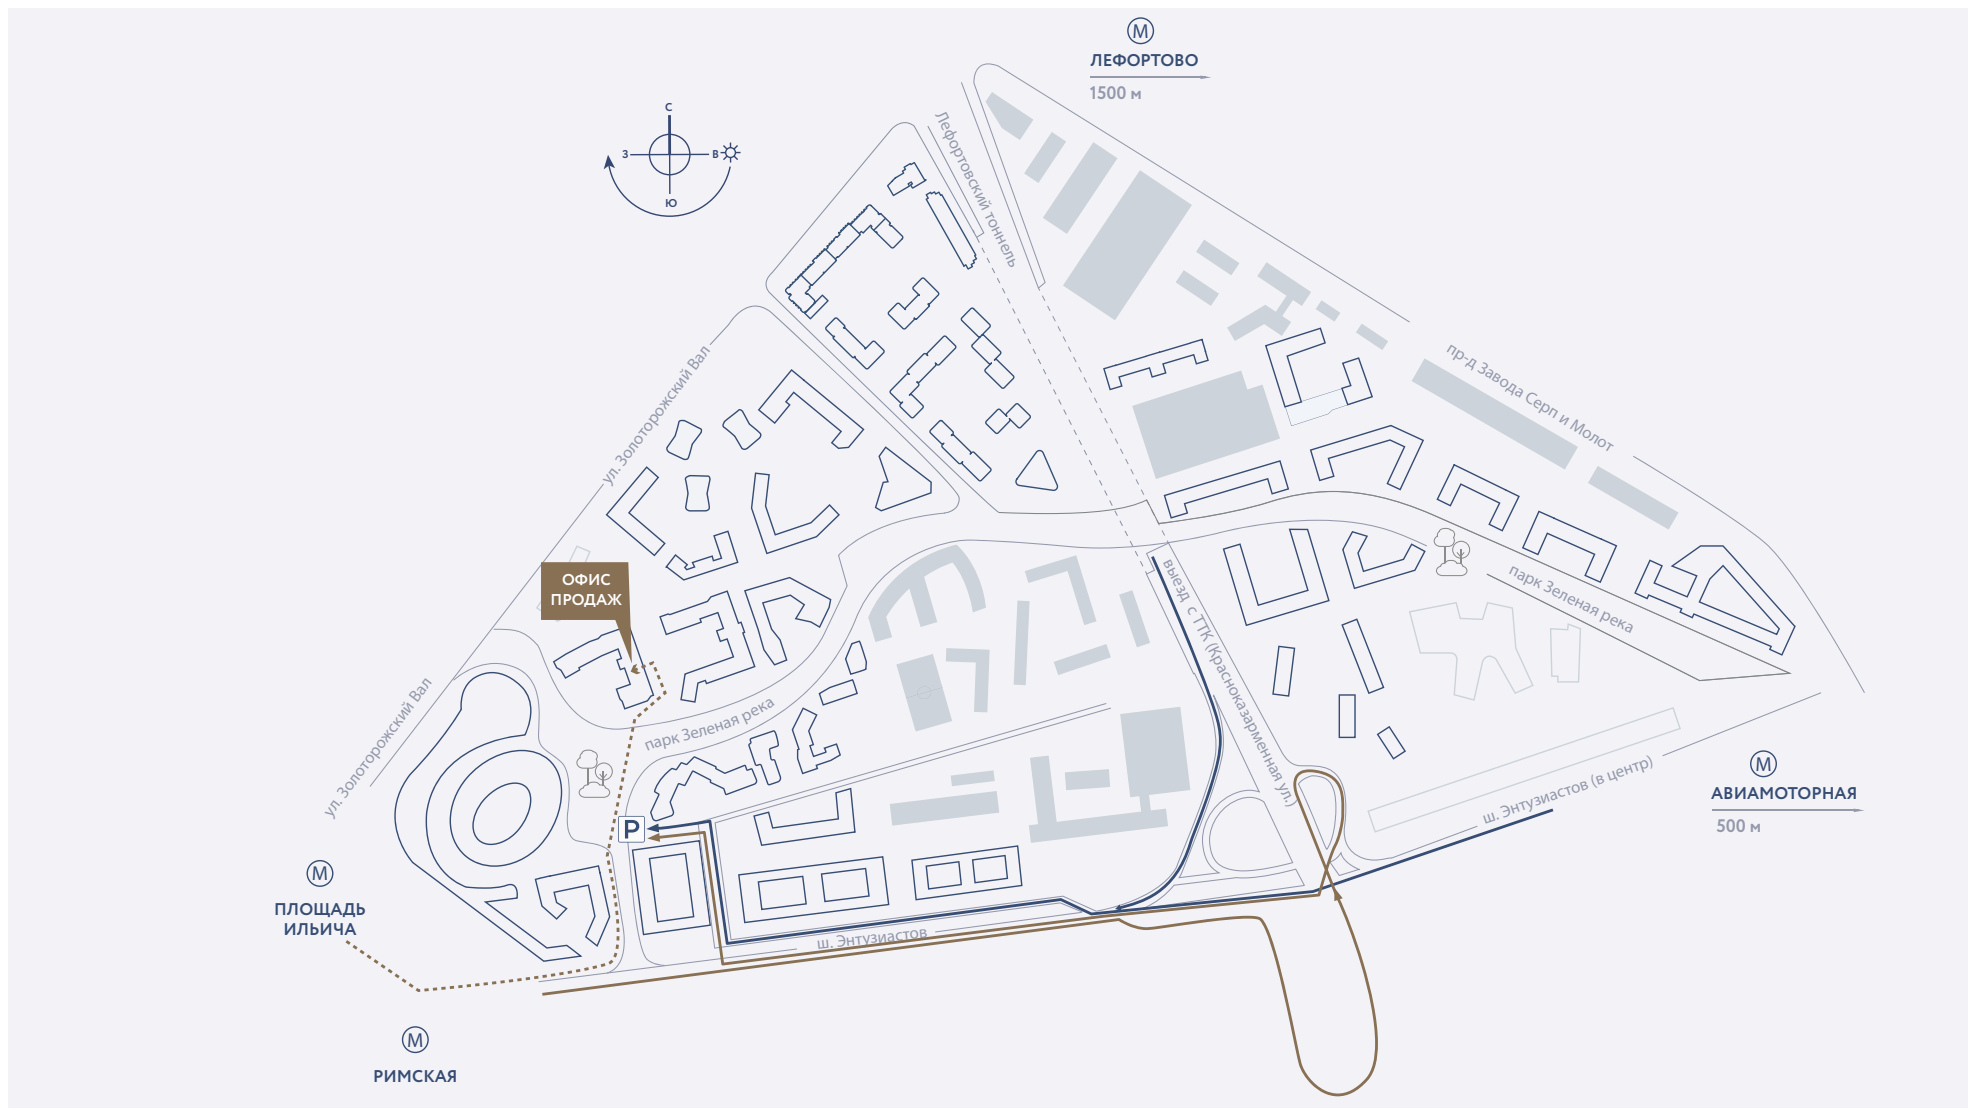 М
ЛЕФОРТОВО
1500 м
С
З
В
Ю
Лефортовский тоннель
ул. Золоторожский Вал
пр-д Завода Серп и Молот
ОФИС
ПРОДАЖ
выезд с ТТК (Красноказарменная ул.)
парк Зеленая река
парк Зеленая река
ул. Золоторожский Вал
ш. Энтузиастов (в центр)
М
АВИАМОТОРНАЯ
500 м
P
М
ПЛОЩАДЬ
ИЛЬИЧА
ш. Энтузиастов
М
РИМСКАЯ